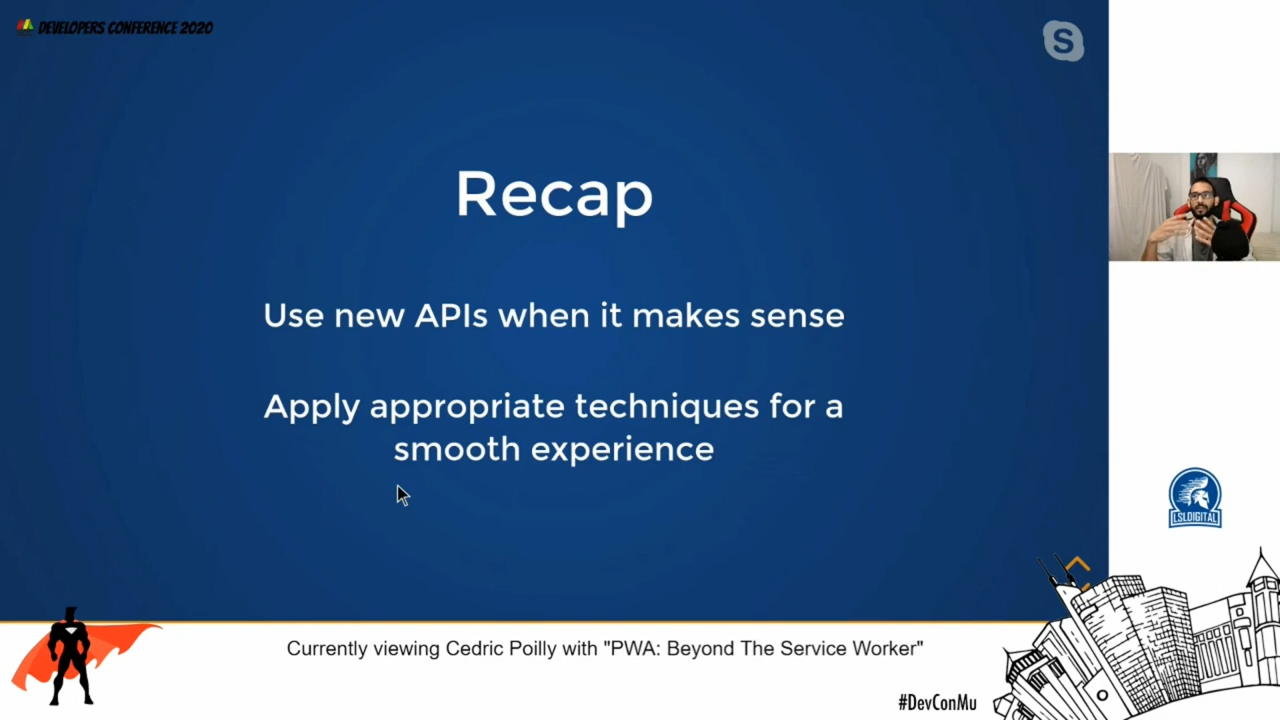 DEVELOPERS CONFERENCE 2020
S
Recap
Use new APIs when it makes sense
Apply appropriate techniques for a
smooth experience
LSLDIGITAL
Currently viewing Cedric Poilly with "PWA: Beyond The Service Worker"
#DevConMu